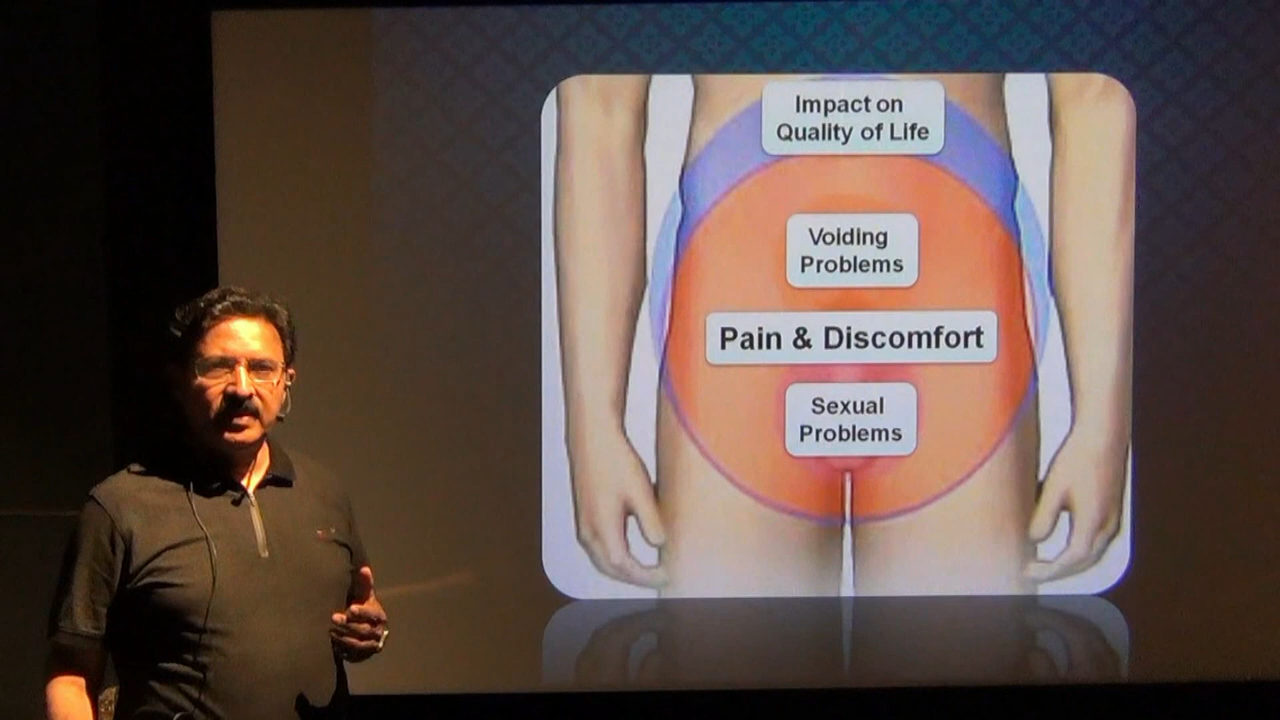 Impact on
Quality of Life
Voiding
Problems
Pain & Discomfort
Sexual
Problems